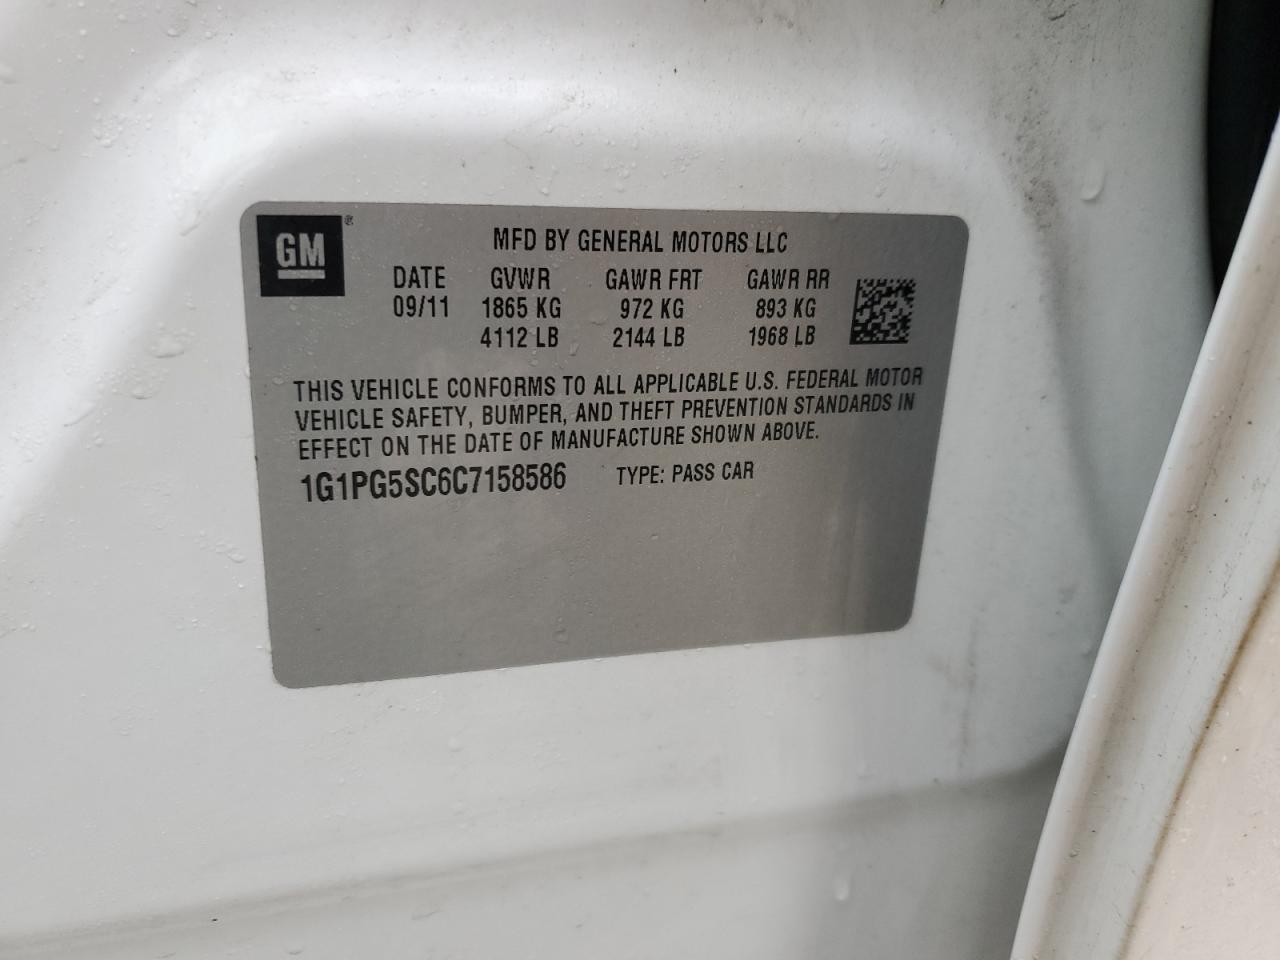 GM ®
MFD BY GENERAL MOTORS LLC
DATE GVWR GAWR FRT GAWR RR
09/11 1865 KG 972 KG 893 KG
4112 LB 2144 LB 1968 LB
THIS VEHICLE CONFORMS TO ALL APPLICABLE U.S. FEDERAL MOTOR
VEHICLE SAFETY, BUMPER, AND THEFT PREVENTION STANDARDS IN
EFFECT ON THE DATE OF MANUFACTURE SHOWN ABOVE.
1G1PG5SC6C7158586 TYPE: PASS CAR